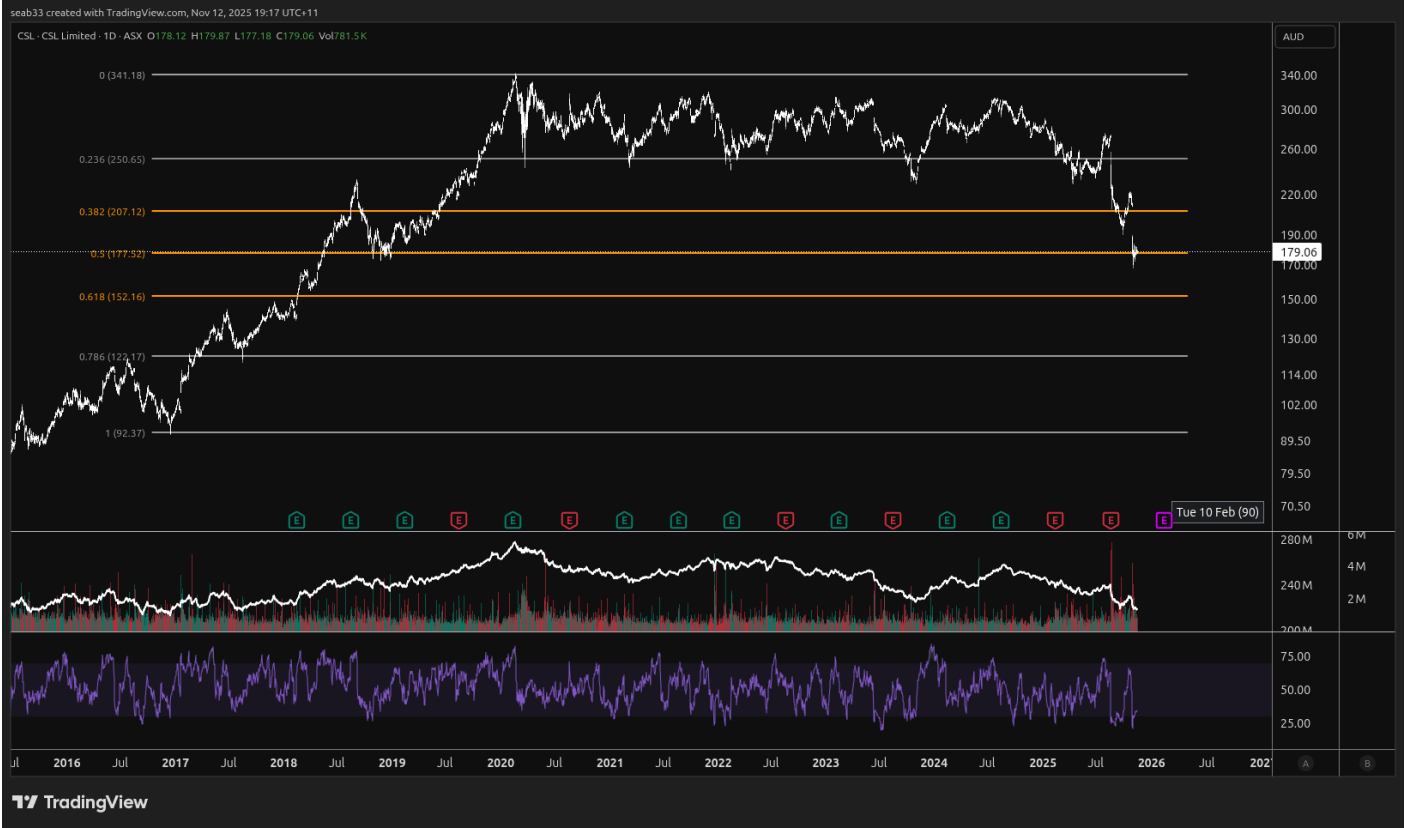 seab33 created with TradingView.com, Nov 12, 2025 19:17 UTC+11
CSL · CSL Limited · 1D · ASX O178.12 H179.87 L177.18 C179.06 Vol781.5K
AUD
0 (341.18)
340.00
300.00
0.236 (250.65)
260.00
220.00
0.382 (207.12)
190.00
0.5 (177.52)
179.06
170.00
0.618 (152.16)
150.00
130.00
0.786 (122.17)
114.00
102.00
1 (92.37)
89.50
79.50
70.50
E E E E E E E E E E E E E E E E E
Tue 10 Feb (90)
280M 6M
4M
240M
2M
200M
75.00
50.00
25.00
2016 Jul 2017 Jul 2018 Jul 2019 Jul 2020 Jul 2021 Jul 2022 Jul 2023 Jul 2024 Jul 2025 Jul 2026 Jul A B
TradingView